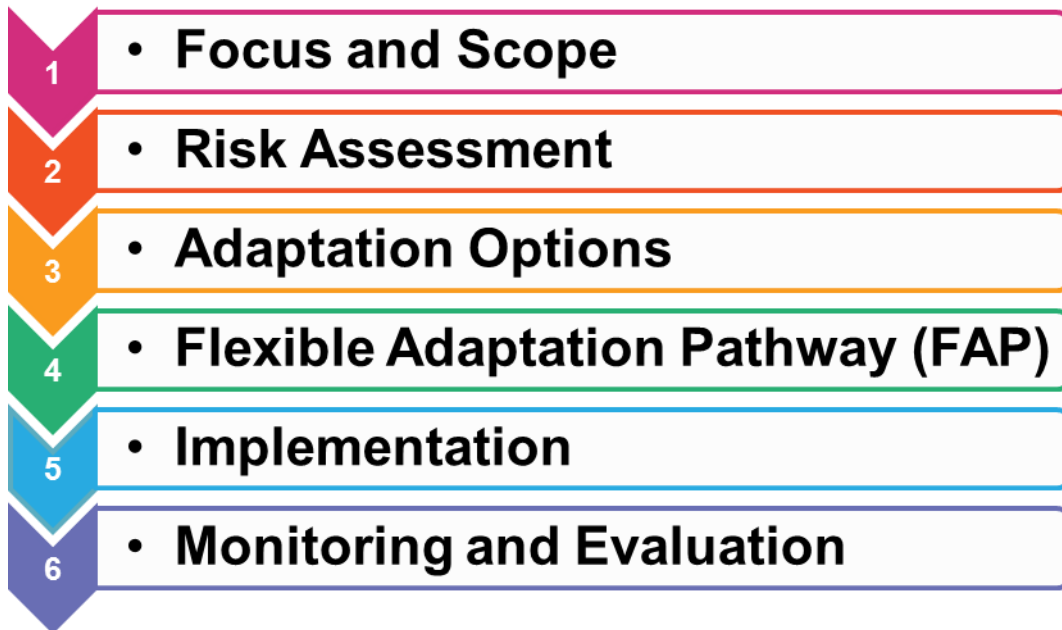 1 • Focus and Scope
2 • Risk Assessment
3 • Adaptation Options
4 • Flexible Adaptation Pathway (FAP)
5 • Implementation
6 • Monitoring and Evaluation